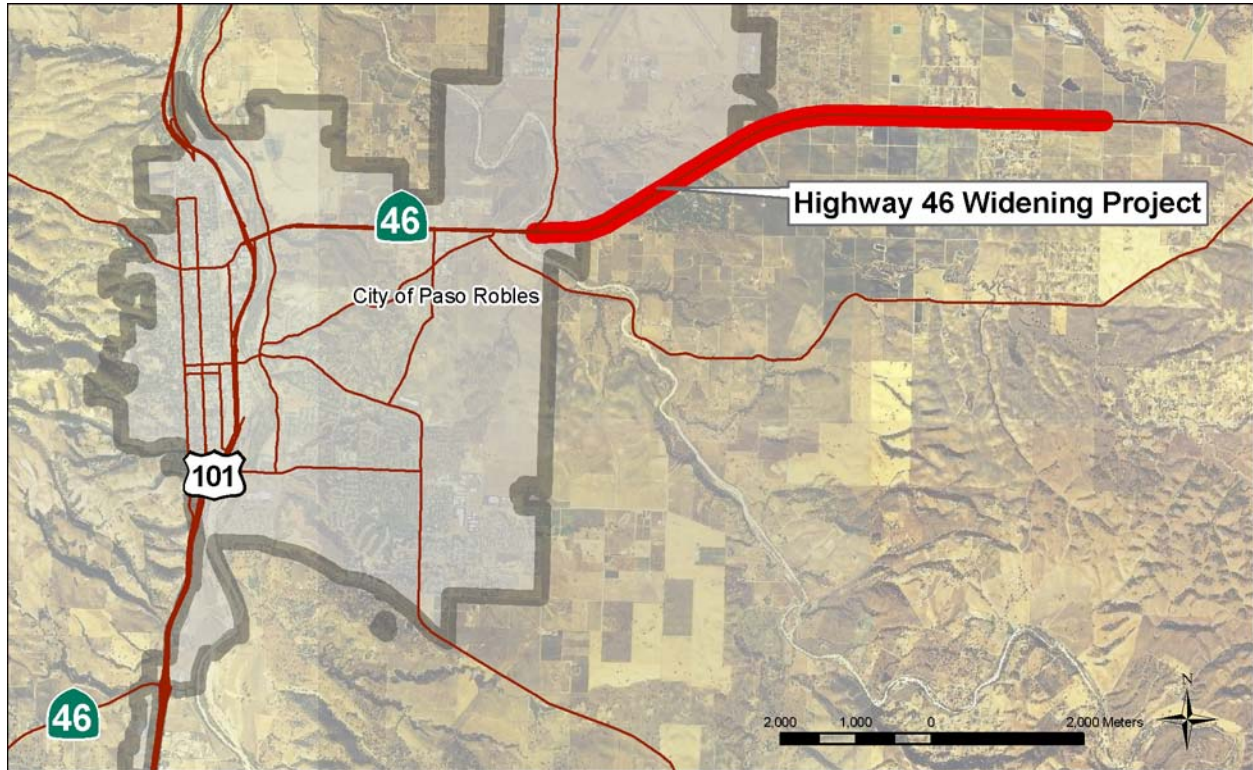 46
Highway 46 Widening Project
City of Paso Robles
101
46
N
2,000 1,000 0 2,000 Meters